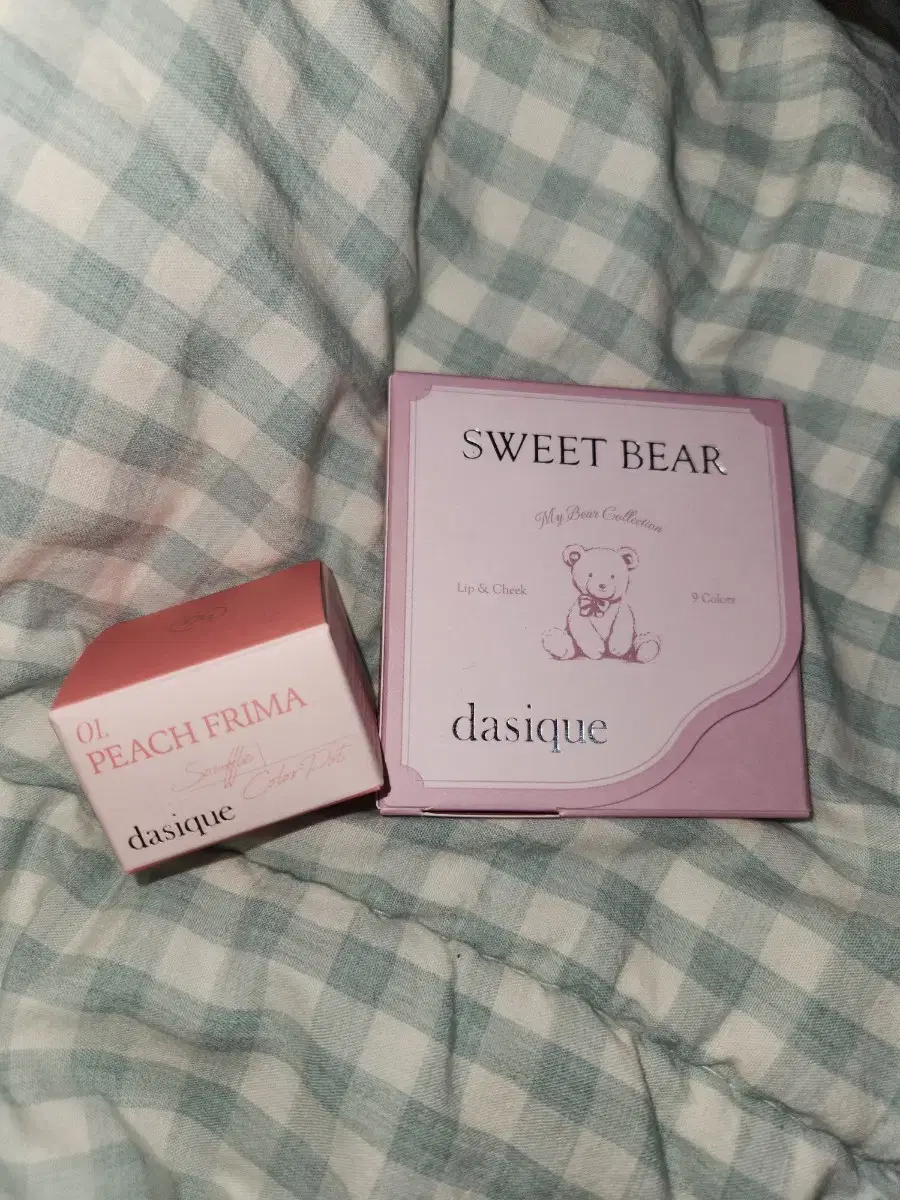 SWEET BEAR
My Bear Collection
Lip & Cheek
9 Colors
dasique
01.
PEACH FRIMA
Souffle
Color Pot
dasique